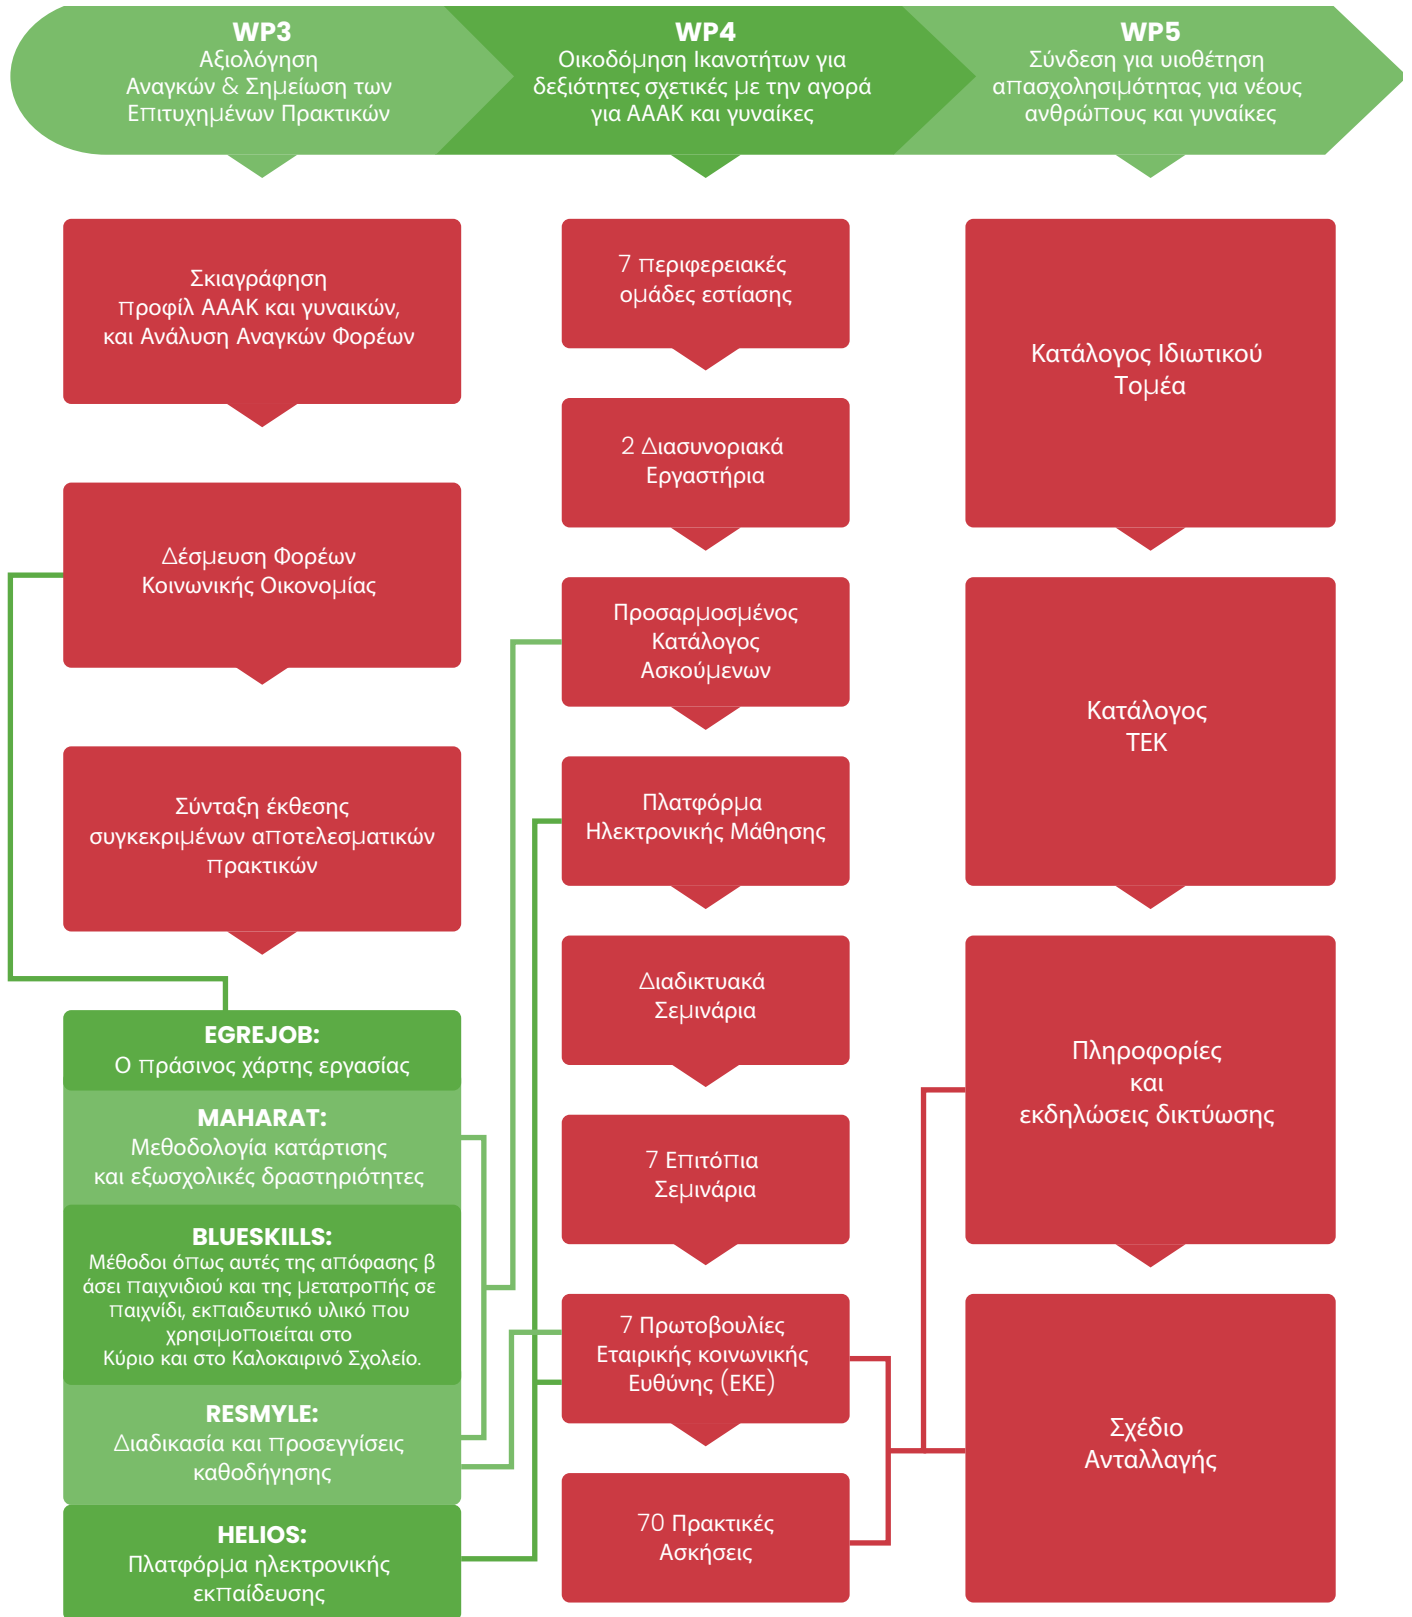 WP3
Αξιολόγηση
Αναγκών & Σημείωση των
Επιτυχημένων Πρακτικών
WP4
Οικοδόμηση Ικανοτήτων για
δεξιότητες σχετικές με την αγορά
για ΑΑΑΚ και γυναίκες
WP5
Σύνδεση για υιοθέτηση
απασχολησιμότητας για νέους
ανθρώπους και γυναίκες
Σκιαγράφηση
προφίλ ΑΑΑΚ και γυναικών,
και Ανάλυση Αναγκών Φορέων
Δέσμευση Φορέων
Κοινωνικής Οικονομίας
Σύνταξη έκθεσης
συγκεκριμένων αποτελεσματικών
πρακτικών
EGREJOB:
Ο πράσινος χάρτης εργασίας
MAHARAT:
Μεθοδολογία κατάρτισης
και εξωσχολικές δραστηριότητες
BLUESKILLS:
Μέθοδοι όπως αυτές της απόφασης β
άσει παιχνιδιού και της μετατροπής σε
παιχνίδι, εκπαιδευτικό υλικό που
χρησιμοποιείται στο
Κύριο και στο Καλοκαιρινό Σχολείο.
RESMYLE:
Διαδικασία και προσεγγίσεις
καθοδήγησης
HELIOS:
Πλατφόρμα ηλεκτρονικής
εκπαίδευσης
7 περιφερειακές
ομάδες εστίασης
2 Διασυνοριακά
Εργαστήρια
Προσαρμοσμένος
Κατάλογος
Ασκούμενων
Πλατφόρμα
Ηλεκτρονικής Μάθησης
Διαδικτυακά
Σεμινάρια
7 Επιτόπια
Σεμινάρια
7 Πρωτοβουλίες
Εταιρικής κοινωνικής
Ευθύνης (ΕΚΕ)
70 Πρακτικές
Ασκήσεις
Κατάλογος Ιδιωτικού
Τομέα
Κατάλογος
ΤΕΚ
Πληροφορίες
και
εκδηλώσεις δικτύωσης
Σχέδιο
Ανταλλαγής